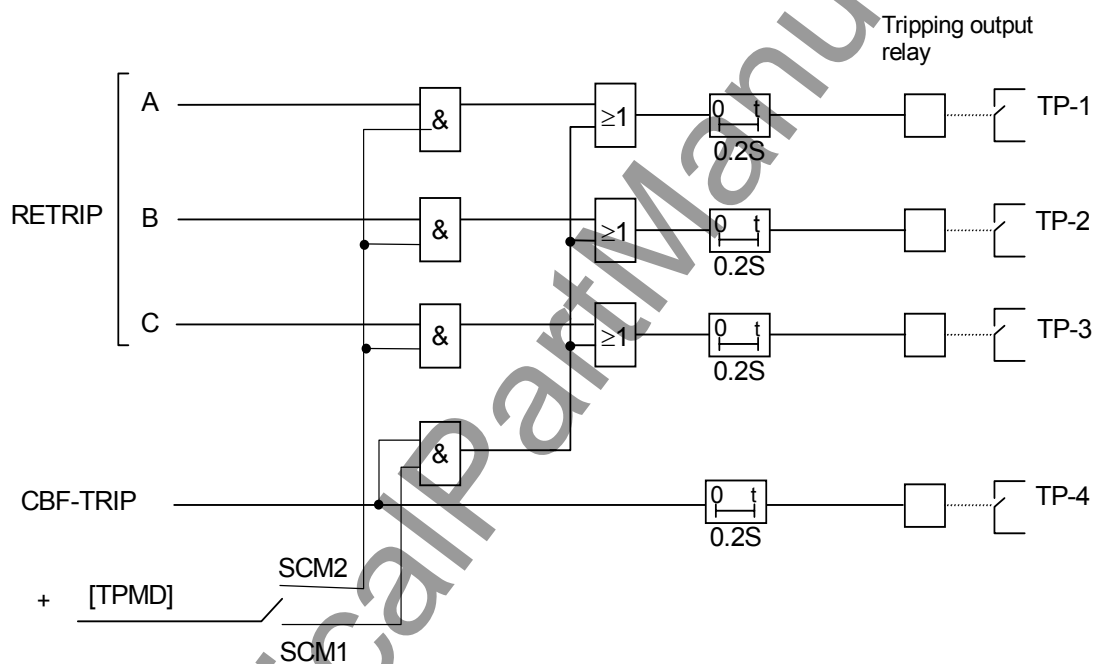 Tripping output
relay
A
&
≥1
0 t
0.2S
TP-1
RETRIP
B
&
≥1
0 t
0.2S
TP-2
C
&
≥1
0 t
0.2S
TP-3
&
CBF-TRIP
0 t
0.2S
TP-4
+ [TPMD]
SCM2
SCM1